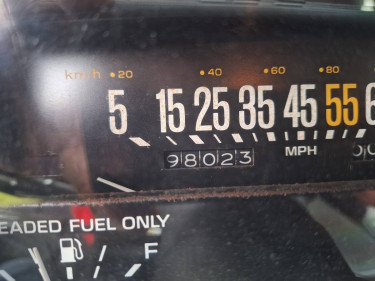 km/h • 20 • 40 • 60 • 80
5 15 25 35 45 55
98023 MPH
EADED FUEL ONLY
F